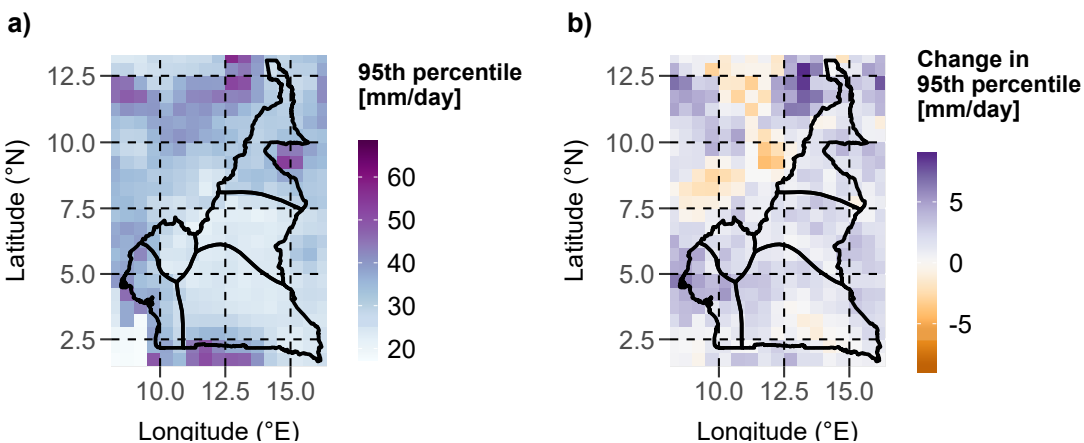 a)
95th percentile
[mm/day]
60
50
40
30
20
12.5
10.0
7.5
5.0
2.5
Latitude (°N)
10.0 12.5 15.0
Longitude (°E)
b)
Change in
95th percentile
[mm/day]
5
0
-5
12.5
10.0
7.5
5.0
2.5
Latitude (°N)
10.0 12.5 15.0
Longitude (°E)